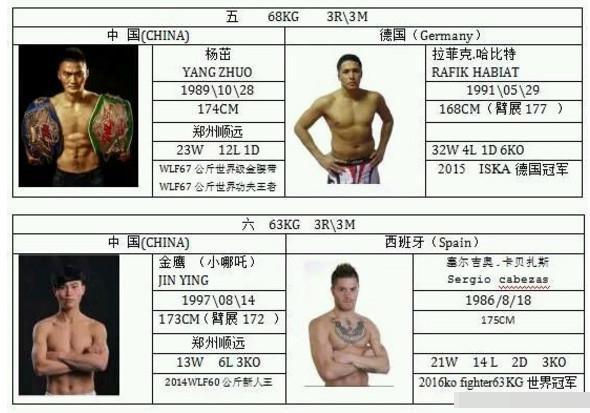 五 68KG 3R\3M
中 国(CHINA)
德国（Germany）
杨茁
YANG ZHUO
1989\10\28
174CM
郑州顺远
23W 12L 1D
WLF67 公斤世界级金腰带
WLF67 公斤世界功夫王者
拉菲克.哈比特
RAFIK HABIAT
1991\05\29
168CM(臂展 177 )
32W 4L 1D 6KO
2015 ISKA 德国冠军
六 63KG 3R\3M
中 国(CHINA)
西班牙（Spain）
金鹰 （小哪吒）
JIN YING
1997\08\14
173CM(臂展 172 )
郑州顺远
13W 6L 3KO
2014WLF60 公斤新人王
塞尔吉奥.卡贝扎斯
Sergio cabezas
1986/8/18
175CM
21W 14L 2D 3KO
2016ko fighter63KG 世界冠军